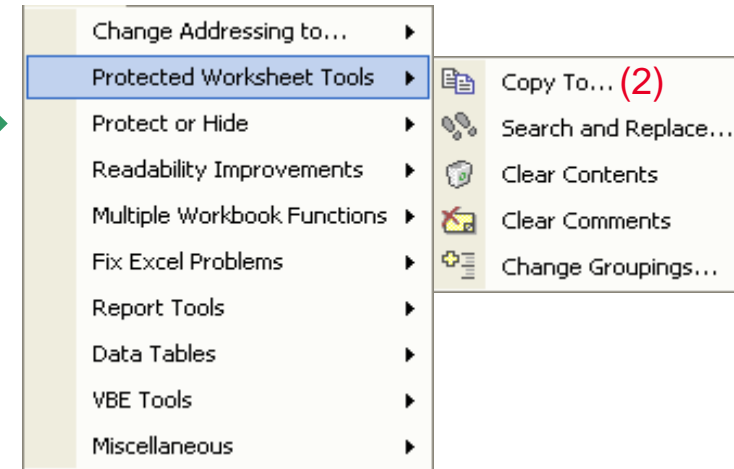 Change Addressing to...
Protected Worksheet Tools
Protect or Hide
Readability Improvements
Multiple Workbook Functions
Fix Excel Problems
Report Tools
Data Tables
VBE Tools
Miscellaneous
Copy To... (2)
Search and Replace...
Clear Contents
Clear Comments
Change Groupings...